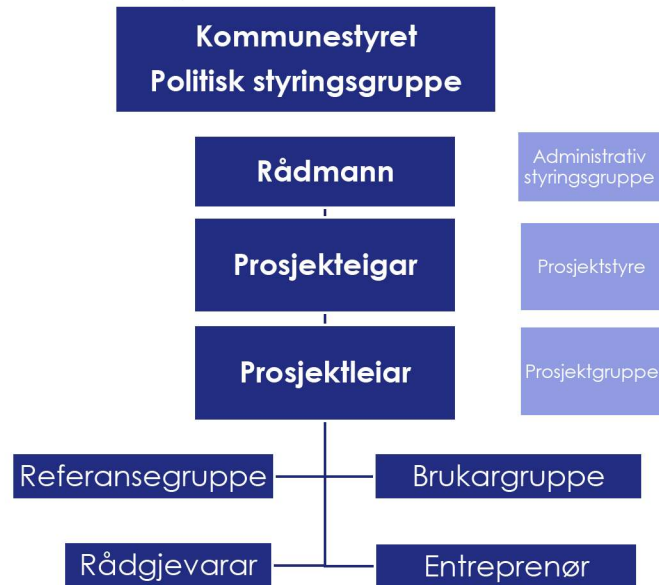 Kommunestyret
Politisk styringsgruppe
Rådmann
Administrativ
styringsgruppe
Prosjekteigar
Prosjektstyre
Prosjektleiar
Prosjektgruppe
Referansegruppe
Brukargruppe
Rådgjevarar
Entreprenør